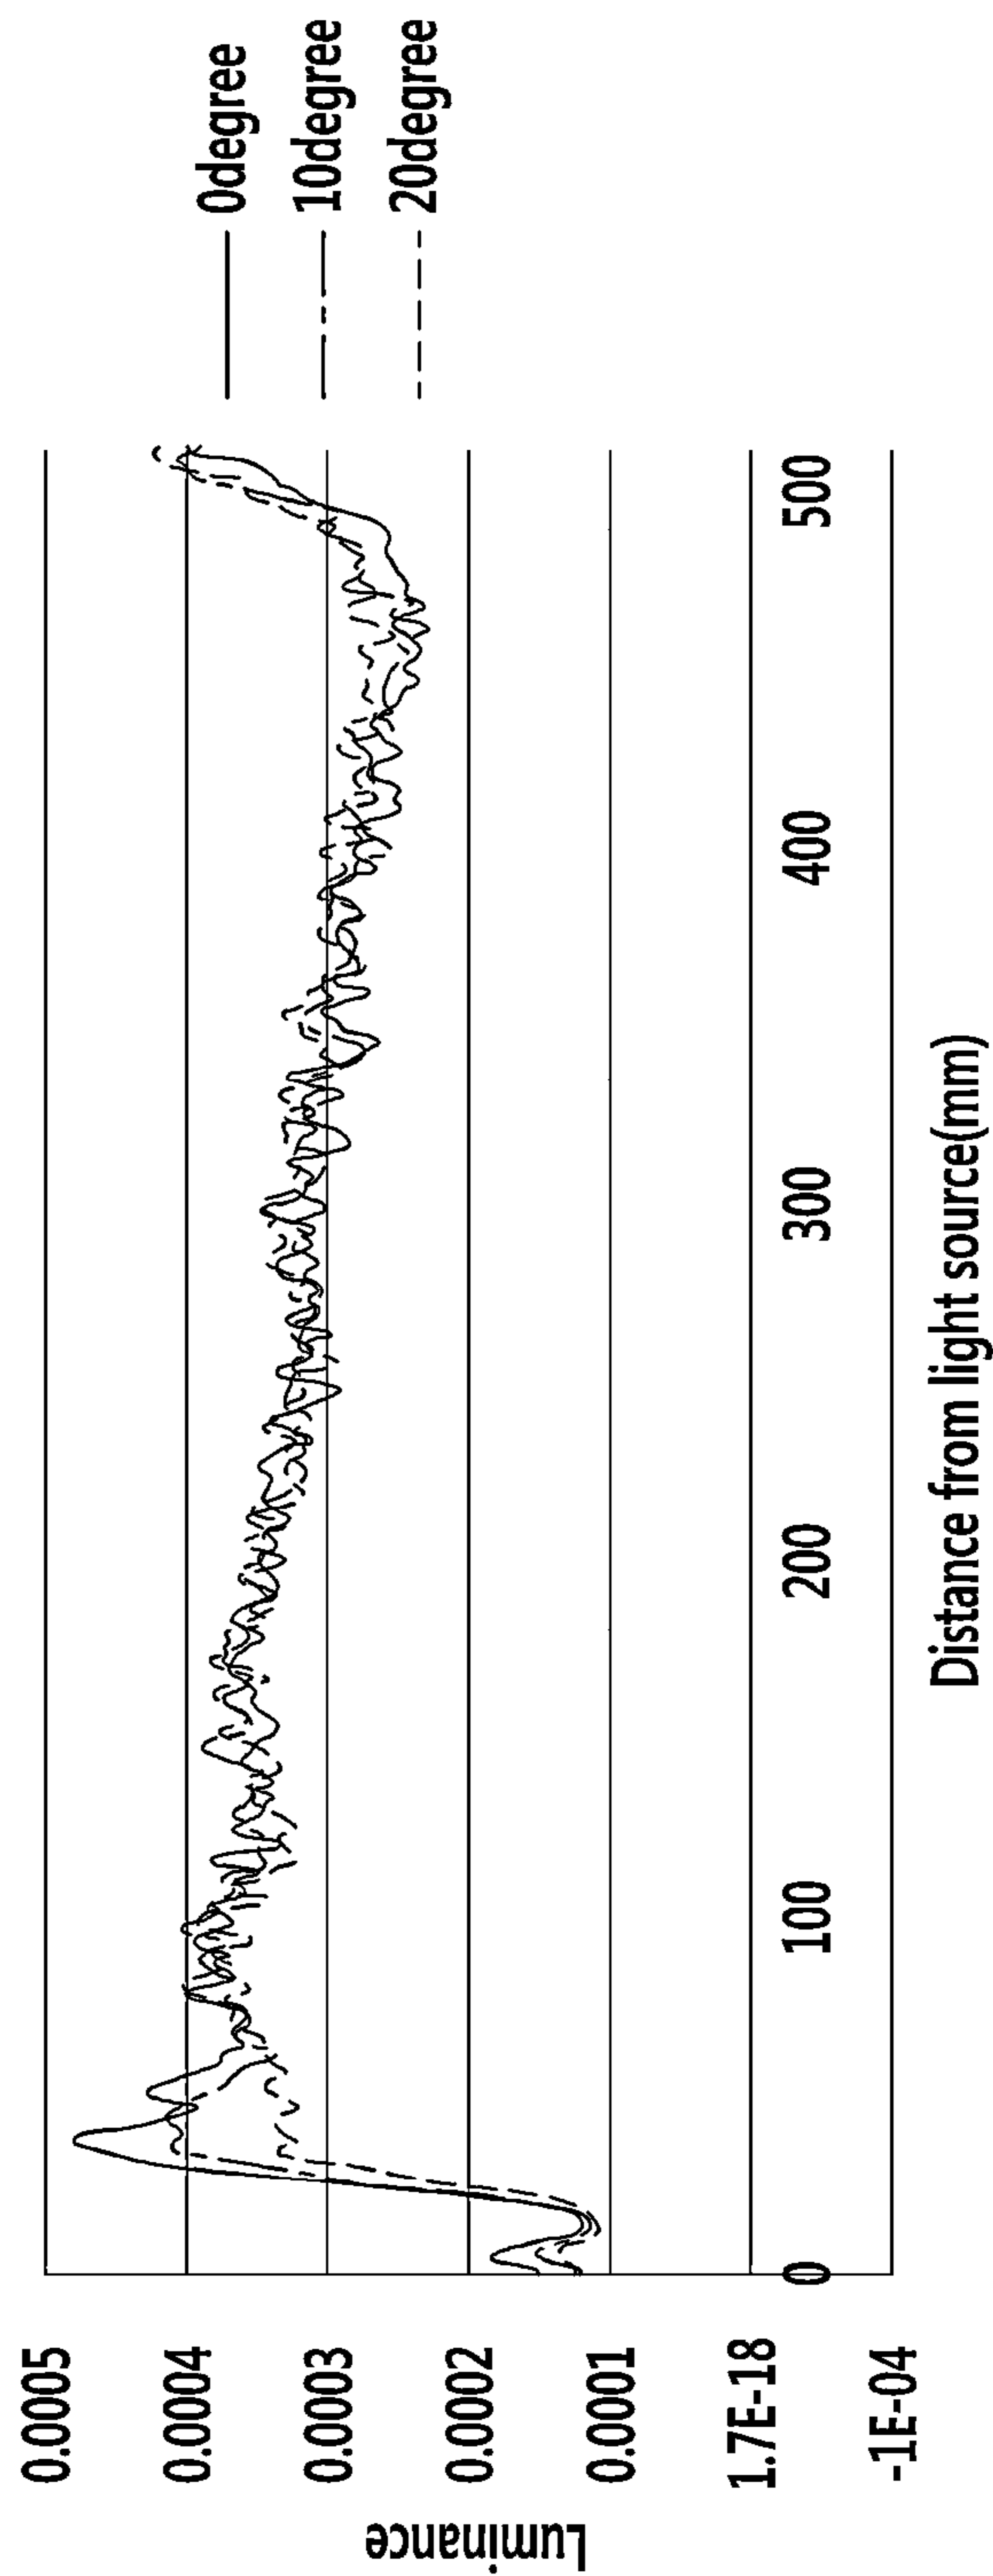 0.0005
0.0004
0.0003
0.0002
0.0001
1.7E-18
-1E-04
Luminance
0
100
200
300
400
500
Distance from light source(mm)
0degree
10degree
20degree